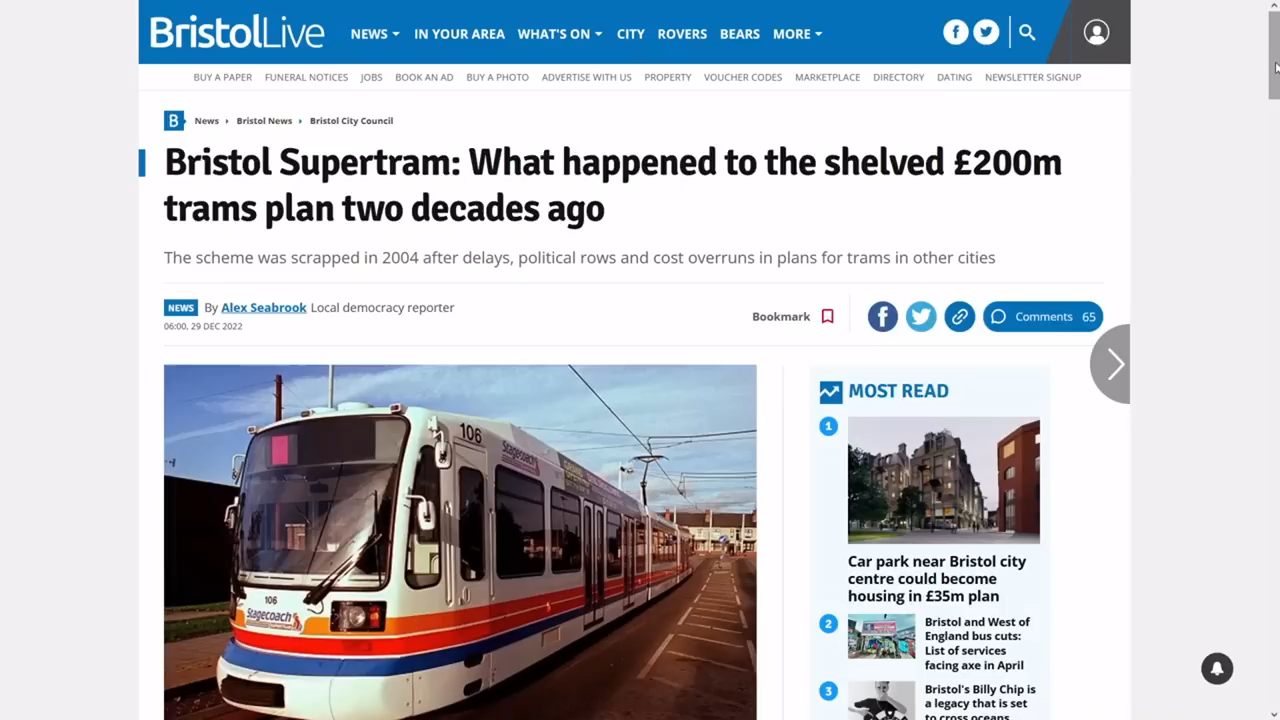 BristolLive
NEWS
IN YOUR AREA
WHAT'S ON
CITY
ROVERS
BEARS
MORE
BUY A PAPER
FUNERAL NOTICES
JOBS
BOOK AN AD
BUY A PHOTO
ADVERTISE WITH US
PROPERTY
VOUCHER CODES
MARKETPLACE
DIRECTORY
DATING
NEWSLETTER SIGNUP
B
News
Bristol News
Bristol City Council
Bristol Supertram: What happened to the shelved £200m
trams plan two decades ago
The scheme was scrapped in 2004 after delays, political rows and cost overruns in plans for trams in other cities
NEWS By Alex Seabrook Local democracy reporter
06:00, 29 DEC 2022
Bookmark
Comments 65
106
Stagecoach
106
Stagecoach
MOST READ
1
Car park near Bristol city
centre could become
housing in £35m plan
2
Bristol and West of
England bus cuts:
List of services
facing axe in April
3
Bristol's Billy Chip is
a legacy that is set
to cross oceans